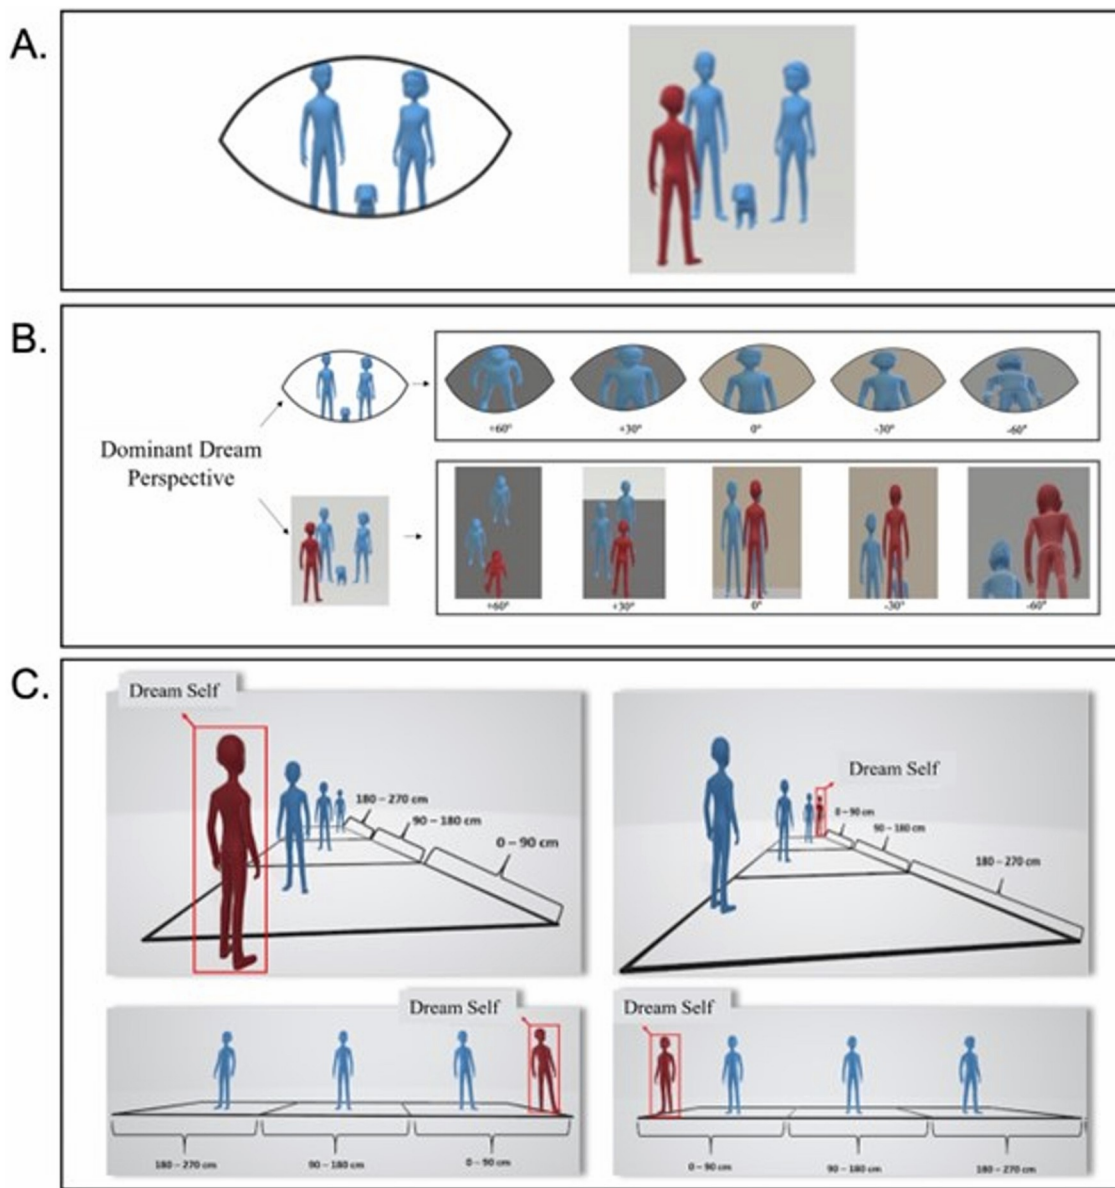 A.
B.
Dominant Dream
Perspective
+60° +30° 0° -30° -60°
+60° +30° 0° -30° -60°
C.
Dream Self
180 – 270 cm
90 – 180 cm
0 – 90 cm
Dream Self
0 – 90 cm
90 – 180 cm
180 – 270 cm
Dream Self
180 – 270 cm 90 – 180 cm 0 – 90 cm
Dream Self
0 – 90 cm 90 – 180 cm 180 – 270 cm